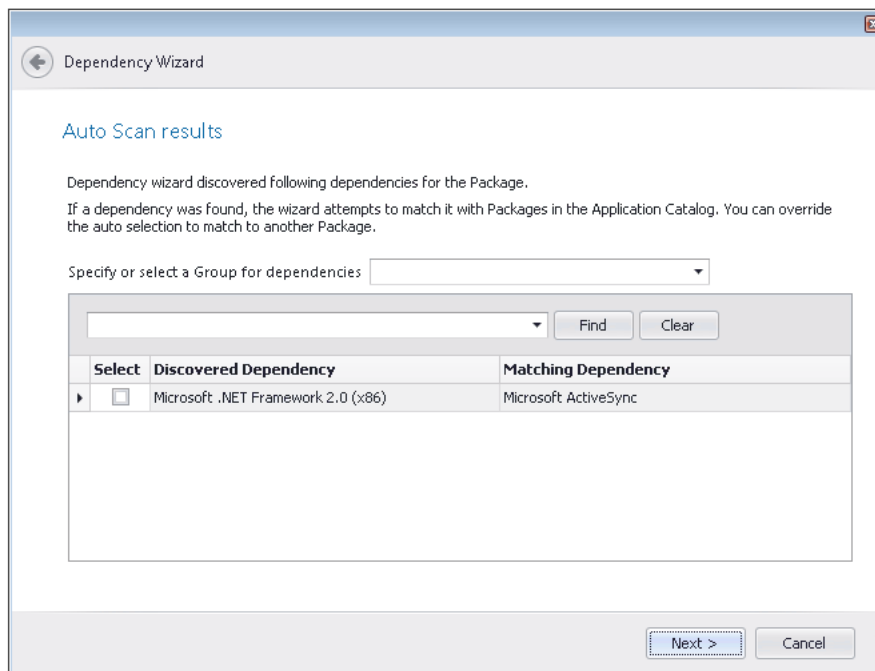 Dependency Wizard
Auto Scan results
Dependency wizard discovered following dependencies for the Package.
If a dependency was found, the wizard attempts to match it with Packages in the Application Catalog. You can override
the auto selection to match to another Package.
Specify or select a Group for dependencies
Find Clear
Select Discovered Dependency Matching Dependency
Microsoft .NET Framework 2.0 (x86) Microsoft ActiveSync
Next > Cancel